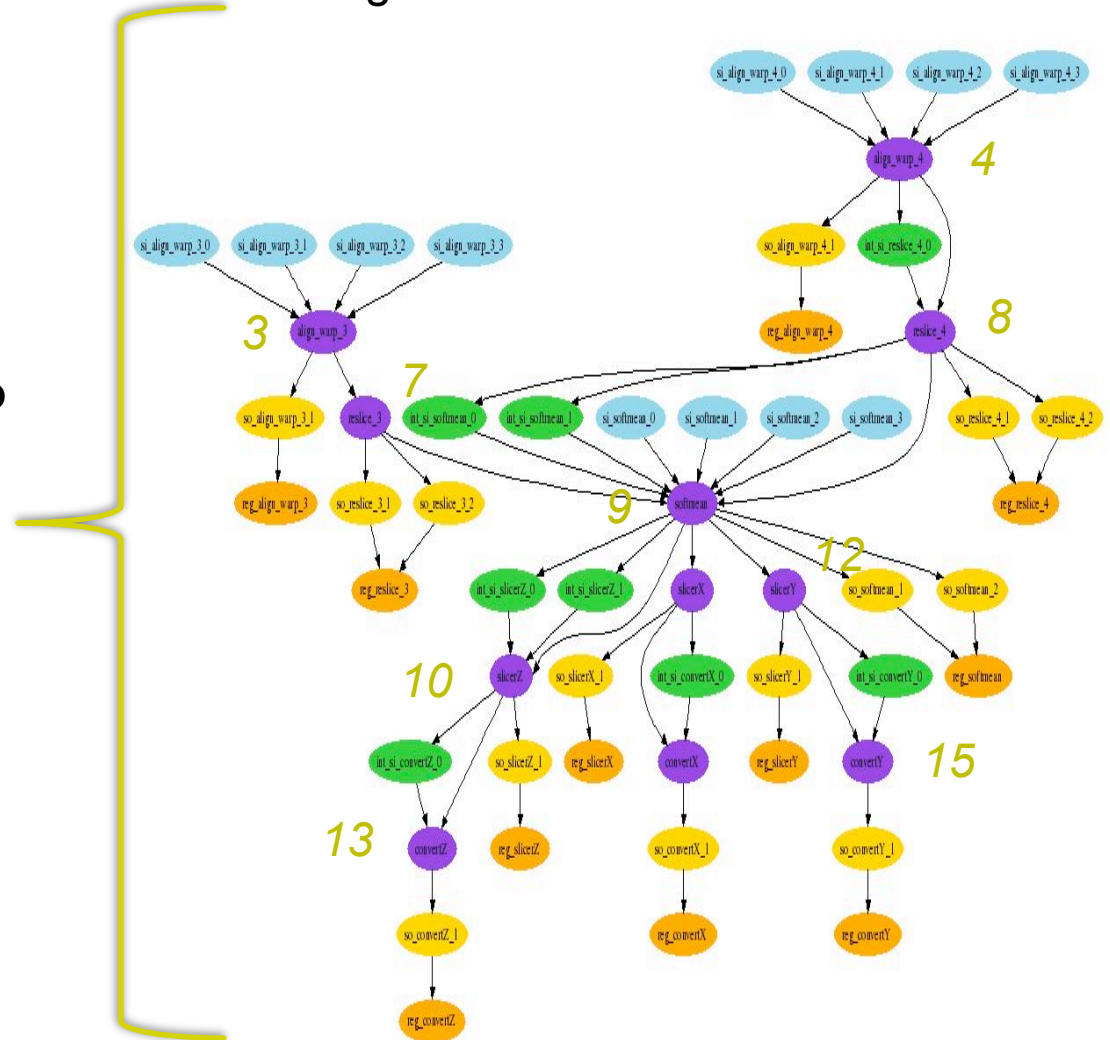 si_align_warp_4_0 si_align_warp_4_1 si_align_warp_4_2 si_align_warp_4_3
align_warp_4 4
si_align_warp_3_0 si_align_warp_3_1 si_align_warp_3_2 si_align_warp_3_3
so_align_warp_4_1 int_si_reslice_4_0
3 align_warp_3 reg_align_warp_4 reslice_4 8
7
so_align_warp_3_1 reslice_3 int_si_softmean_0 int_si_softmean_1 si_softmean_0 si_softmean_1 si_softmean_2 si_softmean_3 so_reslice_4_1 so_reslice_4_2
reg_align_warp_3 so_reslice_3_1 so_reslice_3_2 9 softmean reg_reslice_4
12
reg_reslice_3 int_si_slicerZ_0 int_si_slicerZ_1 slicerX slicerY so_softmean_1 so_softmean_2
10 slicerZ so_slicerX_1 int_si_convertX_0 so_slicerY_1 int_si_convertY_0 reg_softmean
int_si_convertZ_0 so_slicerZ_1 reg_slicerX convertX reg_slicerY convertY 15
13 convertZ reg_slicerZ so_convertX_1 so_convertY_1
so_convertZ_1 reg_convertX reg_convertY
reg_convertZ